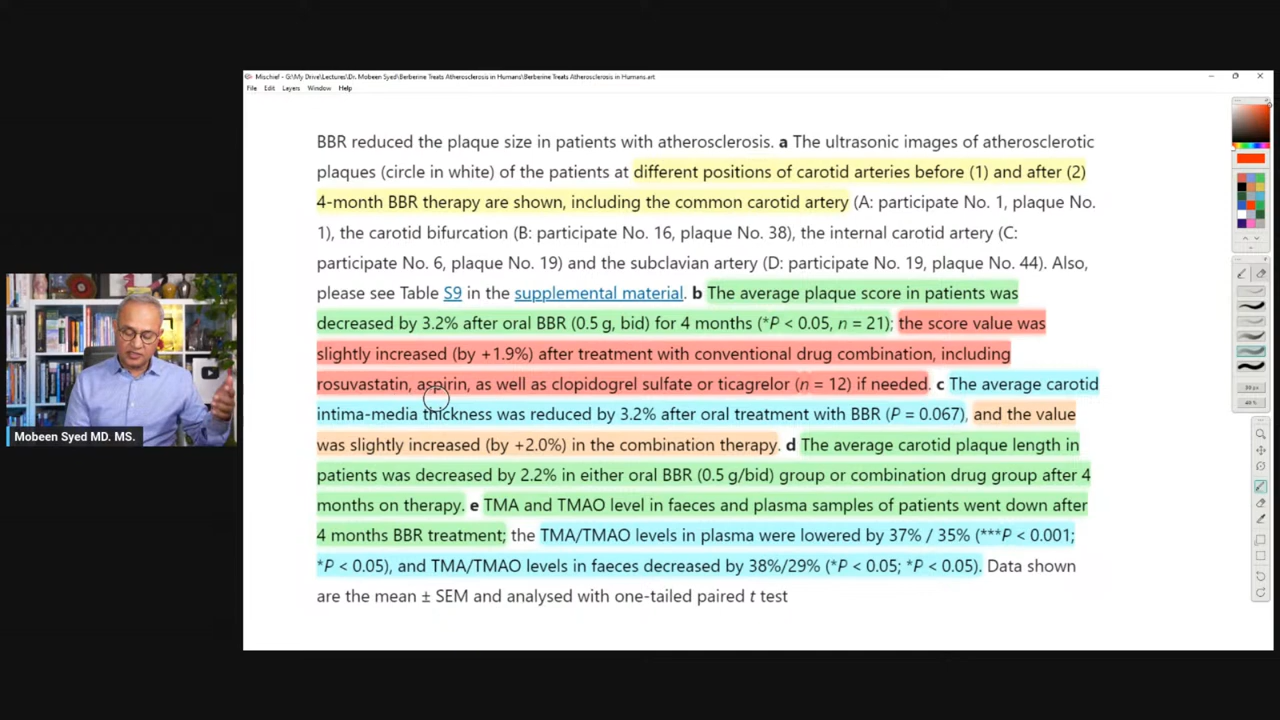 Mischief - G:\My Drive\Lectures\Dr. Mobeen Syed\Berberine Treats Atherosclerosis in Humans\Berberine Treats Atherosclerosis in Humans.art
File Edit Layers Window Help
BBR reduced the plaque size in patients with atherosclerosis. a The ultrasonic images of atherosclerotic
plaques (circle in white) of the patients at different positions of carotid arteries before (1) and after (2)
4-month BBR therapy are shown, including the common carotid artery (A: participate No. 1, plaque No.
1), the carotid bifurcation (B: participate No. 16, plaque No. 38), the internal carotid artery (C:
participate No. 6, plaque No. 19) and the subclavian artery (D: participate No. 19, plaque No. 44). Also,
please see Table S9 in the supplemental material. b The average plaque score in patients was
decreased by 3.2% after oral BBR (0.5 g, bid) for 4 months (*P < 0.05, n = 21); the score value was
slightly increased (by +1.9%) after treatment with conventional drug combination, including
rosuvastatin, aspirin, as well as clopidogrel sulfate or ticagrelor (n = 12) if needed. c The average carotid
intima-media thickness was reduced by 3.2% after oral treatment with BBR (P = 0.067), and the value
was slightly increased (by +2.0%) in the combination therapy. d The average carotid plaque length in
patients was decreased by 2.2% in either oral BBR (0.5 g/bid) group or combination drug group after 4
months on therapy. e TMA and TMAO level in faeces and plasma samples of patients went down after
4 months BBR treatment; the TMA/TMAO levels in plasma were lowered by 37% / 35% (***P < 0.001;
*P < 0.05), and TMA/TMAO levels in faeces decreased by 38%/29% (*P < 0.05; *P < 0.05). Data shown
are the mean ± SEM and analysed with one-tailed paired t test
Mobeen Syed MD. MS.